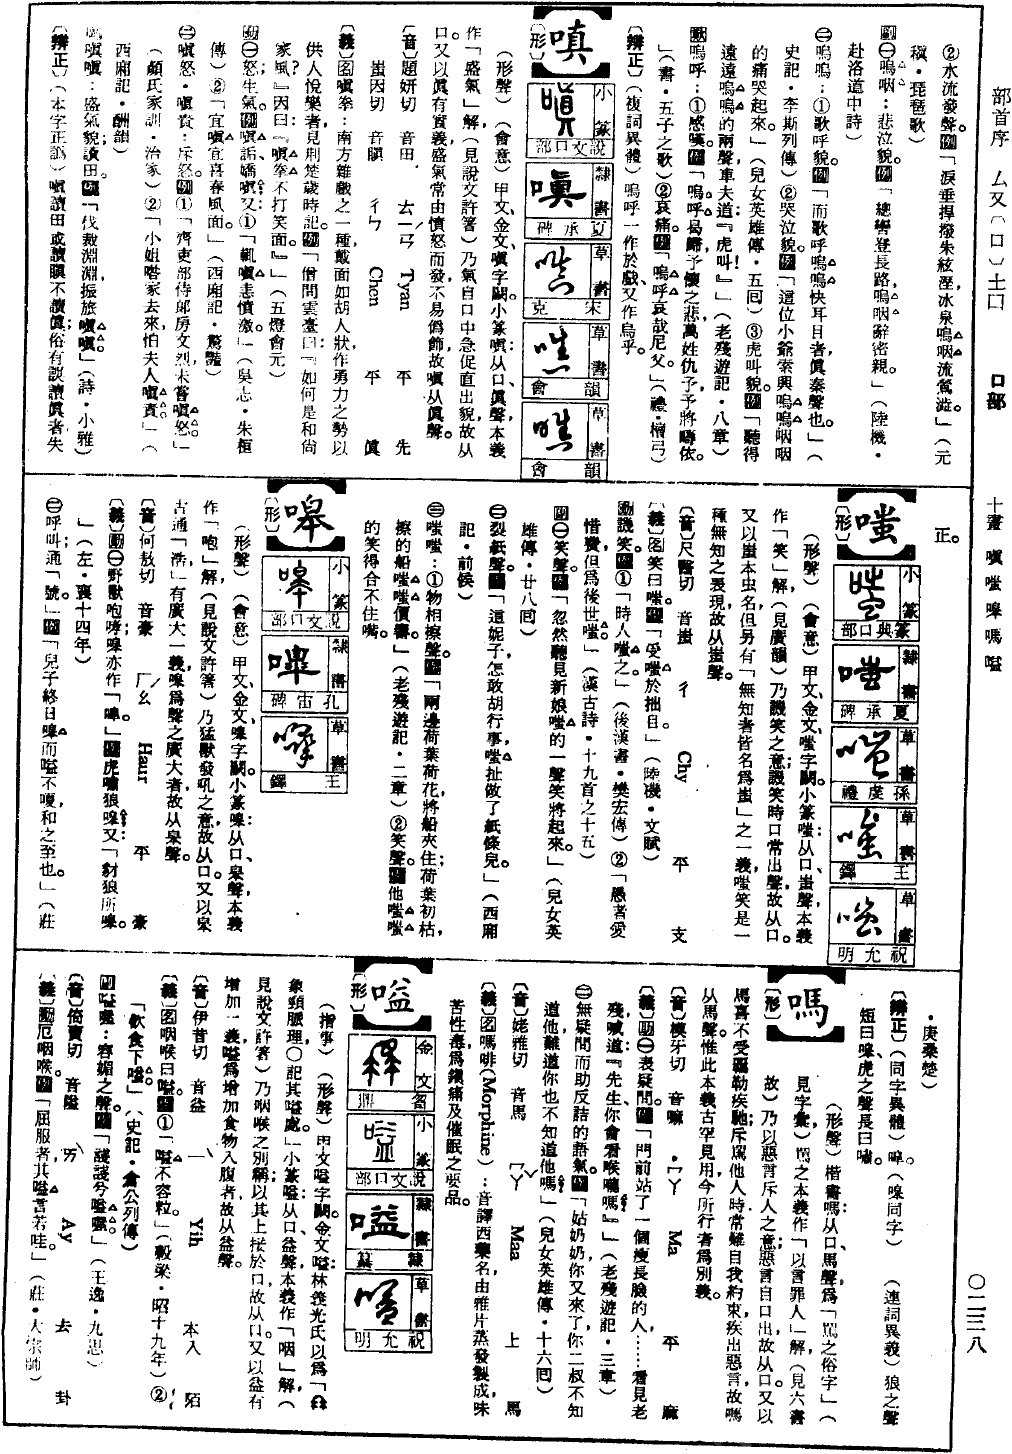 部首序 厶又〔口〕土囗 口部
十畫 嗔嗤嗥嗎嗌
〇二三八
②水流發聲。例「淚垂捍撥朱絃溼，冰泉嗚咽流鶯澁。」（元
稹・琵琶歌）
㊀嗚咽：悲泣貌。例「總轡登長路，嗚咽辭密親。」（陸機・
赴洛道中詩）
㊁嗚嗚：①歌呼貌。例「而歌呼嗚嗚快耳目者，眞秦聲也。」（
史記・李斯列傳）②哭泣貌。例「這位小爺索興嗚嗚咽咽
的痛哭起來。」（兒女英雄傳・五回）③虎叫貌。例「聽得
遠遠嗚嗚的兩聲，車夫道：『虎叫！』」（老殘遊記・八章）
嗚呼：①感嘆。例「嗚呼曷歸，予懷之悲，萬姓仇予，予將疇依。
」（書・五子之歌）②哀痛。例「嗚呼哀哉尼父。」（禮・檀弓）
〔辨正〕（複詞異體）嗚呼一作於戲，又作烏乎。
嗔
〔形〕
小篆 說文口部
隸書 夏承碑
草書 宋克
草書 韻會
草書 韻會
（形聲）（會意）甲文、金文嗔字闕。小篆嗔：从口、眞聲，本義
作「盛氣」解，（見說文許箸）乃氣自口中急促直出貌，故从
口。又以眞有實義，盛氣常由憤怒而發，不易僞飾，故嗔从眞聲。
〔音〕題妍切 音田 ㄊㄧㄢˊ Tyan 平 先
蚩因切 音瞋 ㄔㄣ Chen 平 眞
〔義〕名嗔拳：南方雜戲之一種，戴面如胡人狀，作勇力之勢以
供人悅樂者，見荆楚歲時記。例「僧問雲臺曰：『如何是和尚
家風？』因曰：『嗔拳不打笑面。』」（五燈會元）
動㊀怒；生氣。例「嗔詬嬌嗔」又①「輒嗔恚憤激。」（吳志・朱桓
傳）②「宜嗔宜喜春風面。」（西廂記・驚豔）
㊁嗔怒・嗔責：斥怒。例①「齊吏部侍郎房文烈，未嘗嗔怒。」
（顏氏家訓・治家）②「小姐喒家去來，怕夫人嗔責」（
西廂記・酬韻）
嗔嗔：盛氣貌，讀田。例「伐鼓淵淵，振旅嗔嗔。」（詩・小雅）
〔辨正〕（本字正譌）嗔讀田或讀瞋，不讀眞；俗有誤讀眞者，失
正。
嗤
〔形〕
小篆 篆典口部
隸書 夏承碑
草書 孫虔禮
草書 王鐸
草書 祝允明
（形聲）（會意）甲文、金文嗤字闕。小篆嗤：从口、蚩聲，本義
作「笑」解，（見廣韻）乃譏笑之意；譏笑時口常出聲，故从口。
又以蚩本虫名，但另有「無知者皆名爲蚩」之一義，嗤笑是一
種無知之表現，故从蚩聲。
〔音〕尺醫切 音蚩 ㄔ Chy 平 支
〔義〕名笑曰嗤。例「受嗤於拙目。」（陸機・文賦）
動譏笑。例①「時人嗤之」（後漢書・樊宏傳）②「愚者愛
惜費，但爲後世嗤。」（漢古詩・十九首之十五）
㊀笑聲。例「忽然聽見新娘嗤的一聲笑將起來。」（兒女英
雄傳・廿八回）
㊁裂紙聲。例「這妮子怎敢胡行事，嗤扯做了紙條兒。」（西廂
記・前候）
㊂嗤嗤：①物相擦聲。例「兩邊荷葉荷花將船夾住；荷葉初枯，
擦的船嗤嗤價響。」（老殘遊記・二章）②笑聲。例他嗤嗤
的笑得合不住嘴。
嗥
〔形〕
小篆 說文口部
隸書 孔宙碑
草書 王鐸
（形聲）（會意）甲文、金文嗥字闕。小篆嗥：从口、皋聲，本義
作「咆」解，（見說文許箸）乃猛獸發吼之意，故从口。又以皋
古通「浩」，有廣大一義，嗥爲聲之廣大者，故从皋聲。
〔音〕何敖切 音豪 ㄏㄠˊ Haur 平 豪
〔義〕動㊀野獸咆哮；嗥亦作「嘷」。例虎嘯狼嗥；又「豺狼所嗥。
」（左・襄十四年）
㊁呼叫；通「號」。例「兒子終日嗥而嗌不嗄，和之至也。」（莊
・庚桑楚）
〔辨正〕（同字異體）嘷（嗥同字） （連詞異義）狼之聲
短曰嗥，虎之聲長曰嘯。
嗎
〔形〕（形聲）楷書嗎：从口、馬聲，爲「罵之俗字」，（
見字彙）罵之本義作「以言罪人」解（見六書
故）乃以惡言斥人之意；惡言自口出，故从口。又以
馬喜不受羈勒，疾馳；斥罵他人時常難自我約束，疾出惡言，故嗎
从馬聲。惟此本義古罕見用，今所行者爲別義。
〔音〕模牙切 音嘛 ˙ㄇㄚ Ma 平 麻
〔義〕助㊀表疑問。例「門前站了一個瘦長臉的人，……看見老
殘，喊道：『先生，你會看喉嚨嗎？』」（老殘遊記・三章）
㊁無疑問而助反詰的語氣。例「姑奶奶，你又來了，你二叔不知
道他，難道你也不知道他嗎？」（兒女英雄傳・十六回）
〔音〕姥雅切 音馬 ㄇㄚˇ Maa 上 馬
〔義〕名嗎啡(Morphine)：音譯西藥名，由雅片蒸發製成，味
苦性毒，爲鎭痛及催眠之要品。
嗌
〔形〕
金文 舀鼎
小篆 說文口部
隸書 隸篹
草書 祝允明
（指事）（形聲）甲文嗌字闕。金文嗌：林義光氏以爲「
象頸脈理，〇記其嗌處。」小篆嗌：从口、益聲，本義作「咽」解，（
見說文許箸）乃咽喉之別稱；以其上接於口，故从口。又以益有
增加一義，嗌爲增加食物入腹者，故从益聲。
〔音〕伊昔切 音益 ㄧˋ Yih 本入 陌
〔義〕名咽喉曰嗌。例①「嗌不容粒。」（穀梁・昭十九年）②
「飲食下嗌」（史記・倉公列傳）
嗌嗌：容媚之聲。例「諓諓兮嗌嗌。」（王逸・九思）
〔音〕倚賣切 音隘 ㄞˋ Ay 去 卦
〔義〕動厄咽喉。例「屈服者，其嗌言若哇。」（莊・大宗師）